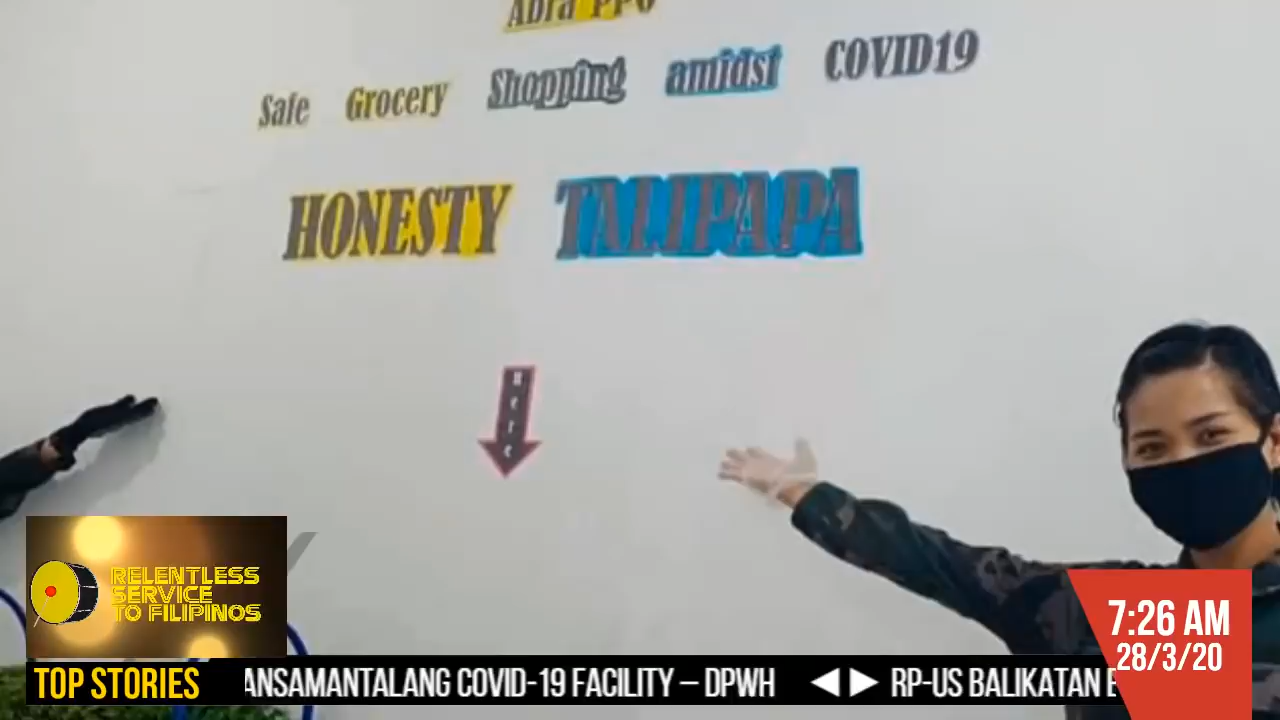 Abra PPO
Safe Grocery Shopping amidst COVID19
HONESTY TALIPAPA
Here
RELENTLESS
SERVICE
TO FILIPINOS
7:26 AM
28/3/20
TOP STORIES ANSAMANTALANG COVID-19 FACILITY – DPWH RP-US BALIKATAN E